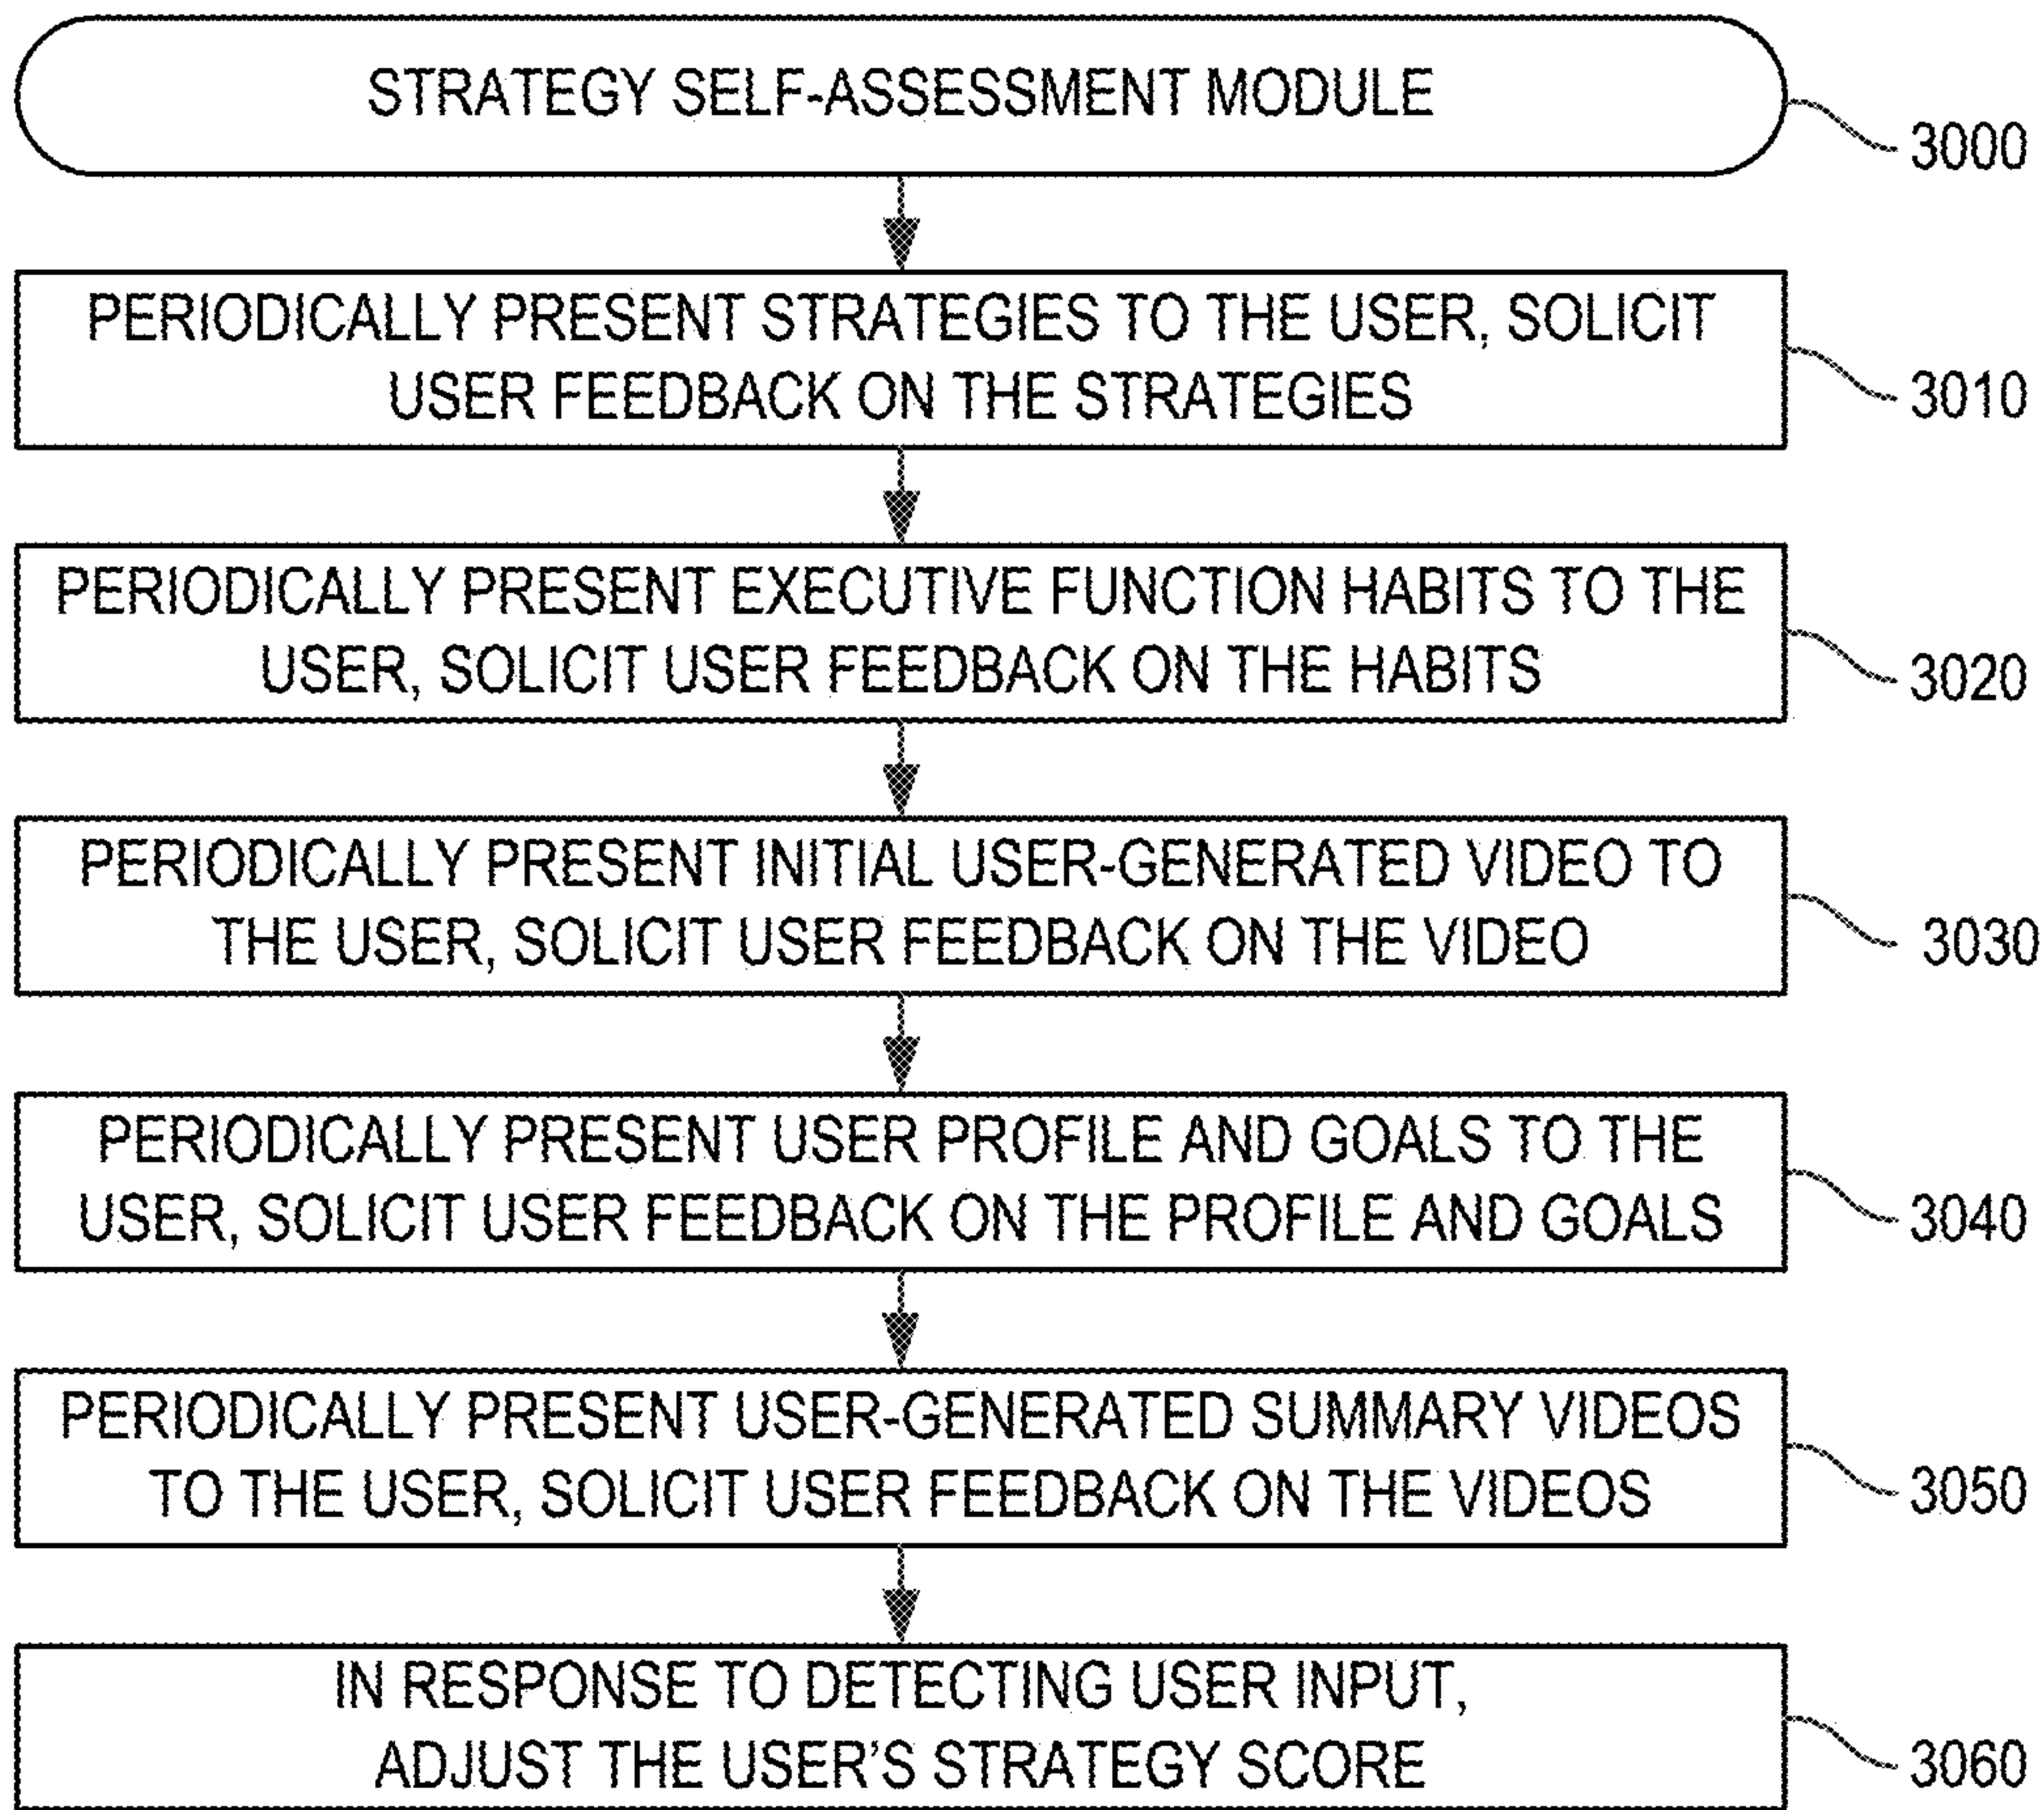 STRATEGY SELF-ASSESSMENT MODULE
3000
PERIODICALLY PRESENT STRATEGIES TO THE USER, SOLICIT
USER FEEDBACK ON THE STRATEGIES
3010
PERIODICALLY PRESENT EXECUTIVE FUNCTION HABITS TO THE
USER, SOLICIT USER FEEDBACK ON THE HABITS
3020
PERIODICALLY PRESENT INITIAL USER-GENERATED VIDEO TO
THE USER, SOLICIT USER FEEDBACK ON THE VIDEO
3030
PERIODICALLY PRESENT USER PROFILE AND GOALS TO THE
USER, SOLICIT USER FEEDBACK ON THE PROFILE AND GOALS
3040
PERIODICALLY PRESENT USER-GENERATED SUMMARY VIDEOS
TO THE USER, SOLICIT USER FEEDBACK ON THE VIDEOS
3050
IN RESPONSE TO DETECTING USER INPUT,
ADJUST THE USER'S STRATEGY SCORE
3060